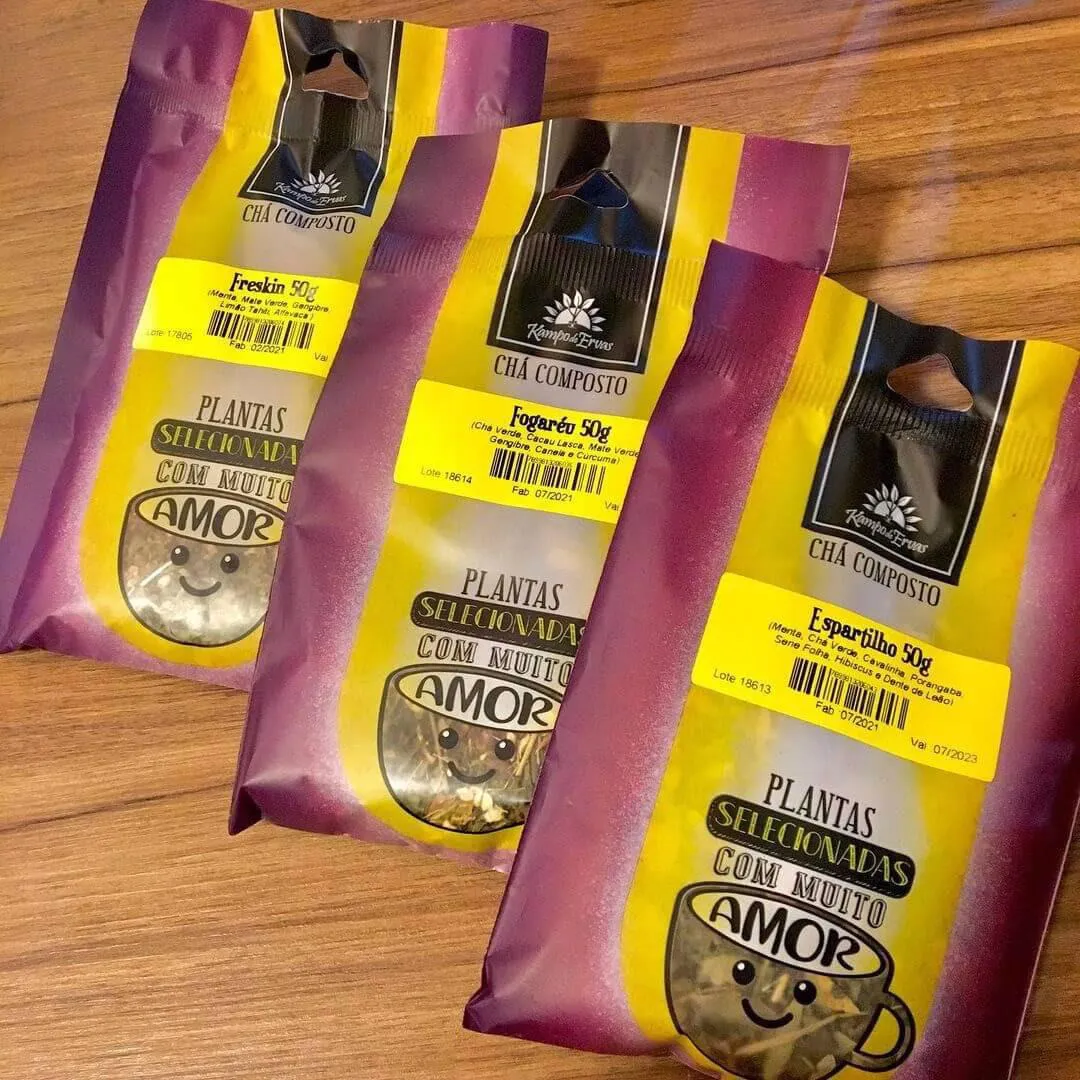 Kampo de Ervas
CHÁ COMPOSTO
Freskin 50g
(Menta, Mate Verde, Gengibre,
Limão Tahiti, Alfavaca)
Lote 17805
Fab 02/2021
Val
PLANTAS
SELECIONADA
COM MUITO
AMOR
Kampo de Ervas
CHÁ COMPOSTO
Fogaréu 50g
(Chá Verde, Cacau Lasca, Mate Verde
Gengibre, Canela e Curcuma)
Lote 18614
Fab 07/2021
Va
PLANTAS
SELECIONADAS
COM MUITO
AMOR
Kampo de Ervas
CHÁ COMPOSTO
Espartilho 50g
(Menta, Chá Verde, Cavalinha, Porangaba,
Sene Folha, Hibiscus e Dente de Leão)
Lote 18613
Fab 07/2021
Val 07/2023
PLANTAS
SELECIONADAS
COM MUITO
AMOR